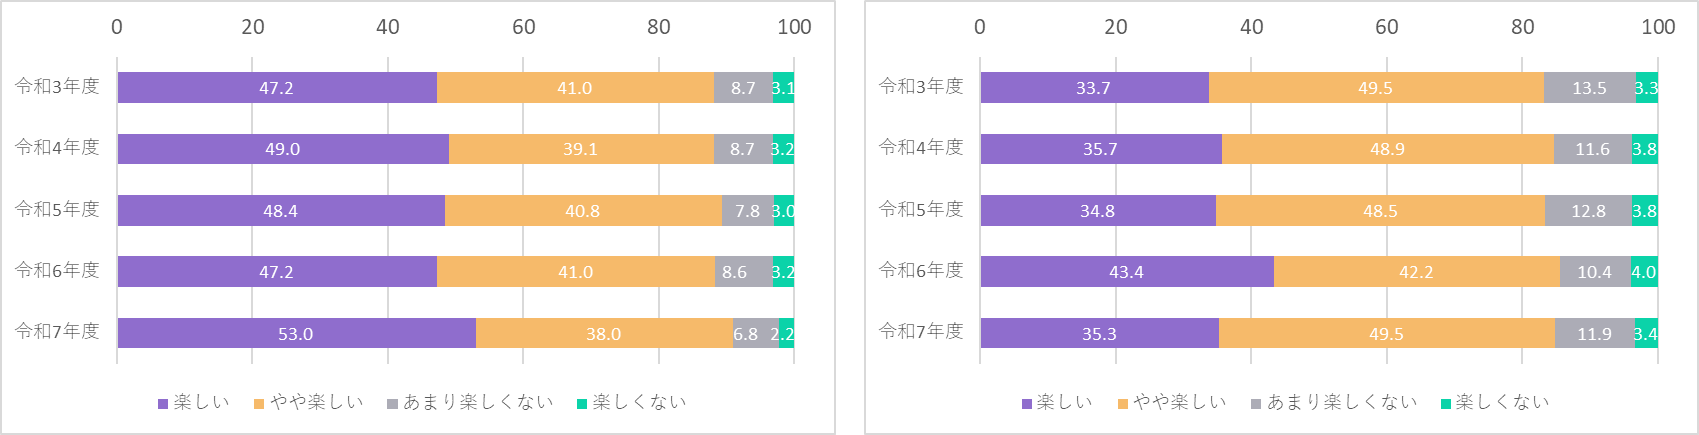 0 20 40 60 80 100
令和3年度 47.2 41.0 8.7 3.1
令和4年度 49.0 39.1 8.7 3.2
令和5年度 48.4 40.8 7.8 3.0
令和6年度 47.2 41.0 8.6 3.2
令和7年度 53.0 38.0 6.8 2.2
楽しい やや楽しい あまり楽しくない 楽しくない
0 20 40 60 80 100
令和3年度 33.7 49.5 13.5 3.3
令和4年度 35.7 48.9 11.6 3.8
令和5年度 34.8 48.5 12.8 3.8
令和6年度 43.4 42.2 10.4 4.0
令和7年度 35.3 49.5 11.9 3.4
楽しい やや楽しい あまり楽しくない 楽しくない